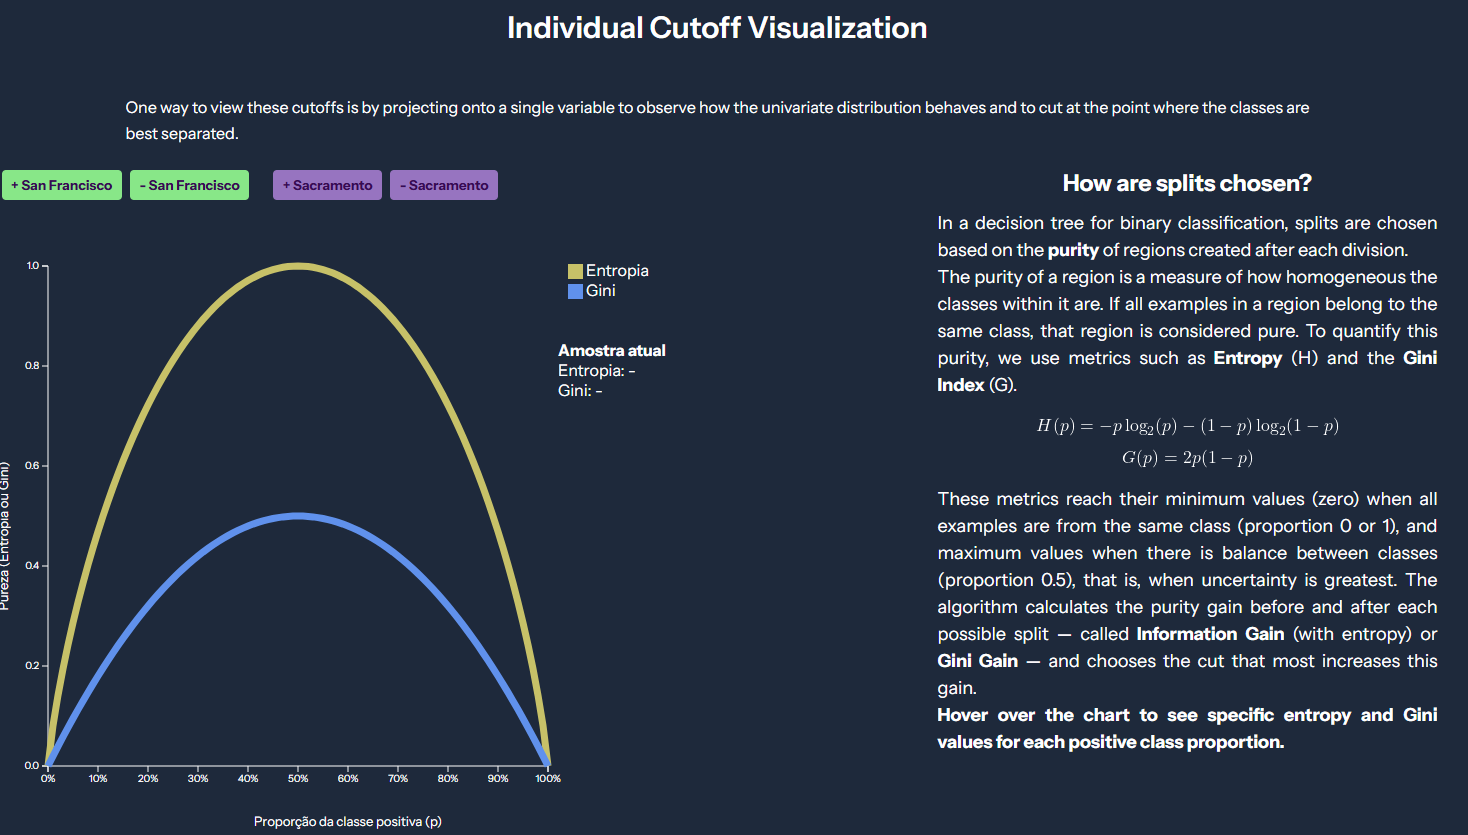 Individual Cutoff Visualization
One way to view these cutoffs is by projecting onto a single variable to observe how the univariate distribution behaves and to cut at the point where the classes are
best separated.
+ San Francisco
- San Francisco
+ Sacramento
- Sacramento
1.0
0.8
0.6
0.4
0.2
0.0
0%
10%
20%
30%
40%
50%
60%
70%
80%
90%
100%
Pureza (Entropia ou Gini)
Proporção da classe positiva (p)
Entropia
Gini
Amostra atual
Entropia: -
Gini: -
How are splits chosen?
In a decision tree for binary classification, splits are chosen
based on the purity of regions created after each division.
The purity of a region is a measure of how homogeneous the
classes within it are. If all examples in a region belong to the
same class, that region is considered pure. To quantify this
purity, we use metrics such as Entropy (H) and the Gini
Index (G).
H(p) = −p log₂(p) − (1 − p) log₂(1 − p)
G(p) = 2p(1 − p)
These metrics reach their minimum values (zero) when all
examples are from the same class (proportion 0 or 1), and
maximum values when there is balance between classes
(proportion 0.5), that is, when uncertainty is greatest. The
algorithm calculates the purity gain before and after each
possible split — called Information Gain (with entropy) or
Gini Gain — and chooses the cut that most increases this
gain.
Hover over the chart to see specific entropy and Gini
values for each positive class proportion.